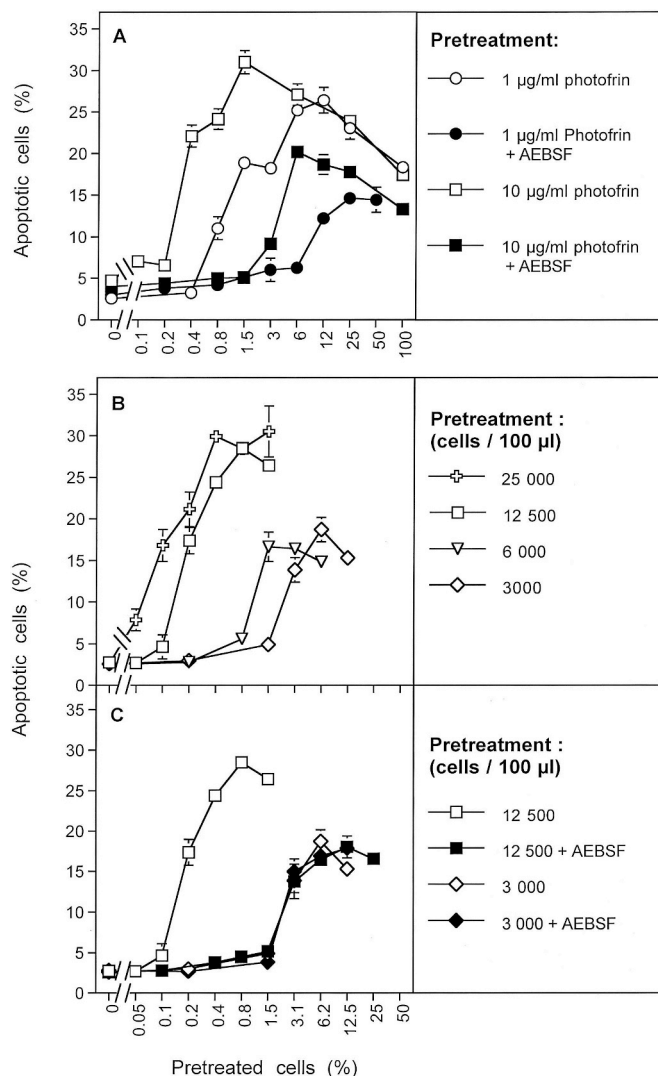 A
Apoptotic cells (%)
35
30
25
20
15
10
5
0
0
0.1
0.2
0.4
0.8
1.5
3
6
12
25
50
100
Pretreatment:
1 µg/ml photofrin
1 µg/ml Photofrin
+ AEBSF
10 µg/ml photofrin
10 µg/ml photofrin
+ AEBSF
B
Apoptotic cells (%)
35
30
25
20
15
10
5
0
Pretreatment :
(cells / 100 µl)
25 000
12 500
6 000
3000
C
35
30
25
20
15
10
5
0
0
0.05
0.1
0.2
0.4
0.8
1.5
3.1
6.2
12.5
25
50
Pretreated cells (%)
Pretreatment :
(cells / 100 µl)
12 500
12 500 + AEBSF
3 000
3 000 + AEBSF